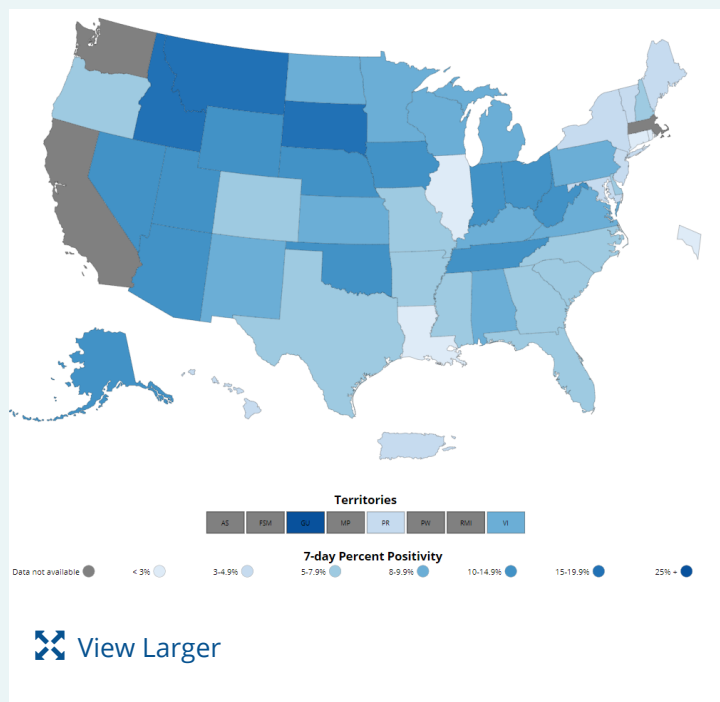 Territories
AS FSM GU MP PR PW RMI VI
7-day Percent Positivity
Data not available < 3% 3-4.9% 5-7.9% 8-9.9% 10-14.9% 15-19.9% 25% +
View Larger